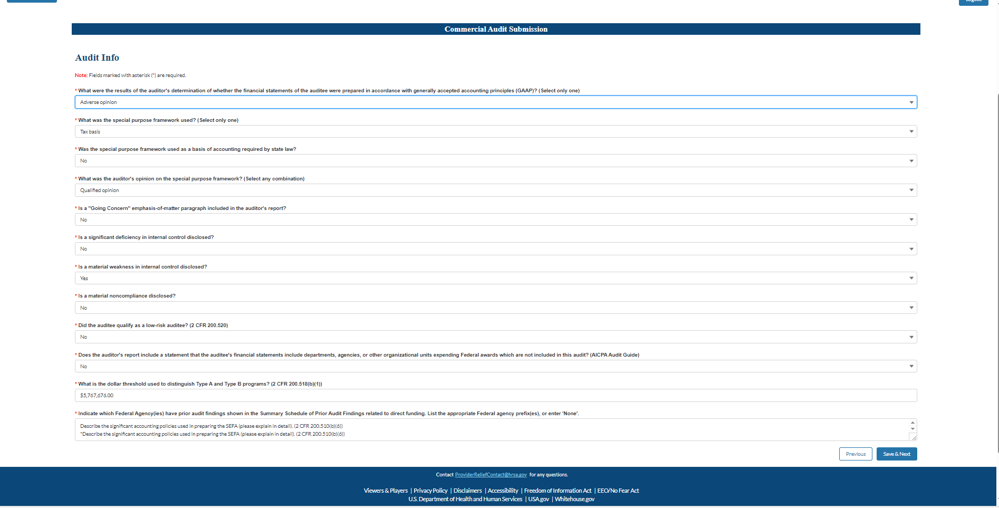 Logout
Commercial Audit Submission
Audit Info
Note: Fields marked with asterisk (*) are required.
* What were the results of the auditor's determination of whether the financial statements of the auditee were prepared in accordance with generally accepted accounting principles (GAAP)? (Select only one)
Adverse opinion
* What was the special purpose framework used? (Select only one)
Tax basis
* Was the special purpose framework used as a basis of accounting required by state law?
No
* What was the auditor's opinion on the special purpose framework? (Select any combination)
Qualified opinion
* Is a "Going Concern" emphasis-of-matter paragraph included in the auditor's report?
No
* Is a significant deficiency in internal control disclosed?
No
* Is a material weakness in internal control disclosed?
Yes
* Is a material noncompliance disclosed?
No
* Did the auditee qualify as a low-risk auditee? (2 CFR 200.520)
No
* Does the auditor's report include a statement that the auditee's financial statements include departments, agencies, or other organizational units expending Federal awards which are not included in this audit? (AICPA Audit Guide)
No
* What is the dollar threshold used to distinguish Type A and Type B programs? (2 CFR 200.518(b)(1))
$5,767,676.00
* Indicate which Federal Agency(ies) have prior audit findings shown in the Summary Schedule of Prior Audit Findings related to direct funding. List the appropriate Federal agency prefix(es), or enter 'None'.
Describe the significant accounting policies used in preparing the SEFA (please explain in detail). (2 CFR 200.510(b)(6))
*Describe the significant accounting policies used in preparing the SEFA (please explain in detail). (2 CFR 200.510(b)(6))
Previous Save & Next
Contact ProviderReliefContact@hrsa.gov for any questions.
Viewers & Players | Privacy Policy | Disclaimers | Accessibility | Freedom of Information Act | EEO/No Fear Act
U.S. Department of Health and Human Services | USA.gov | Whitehouse.gov